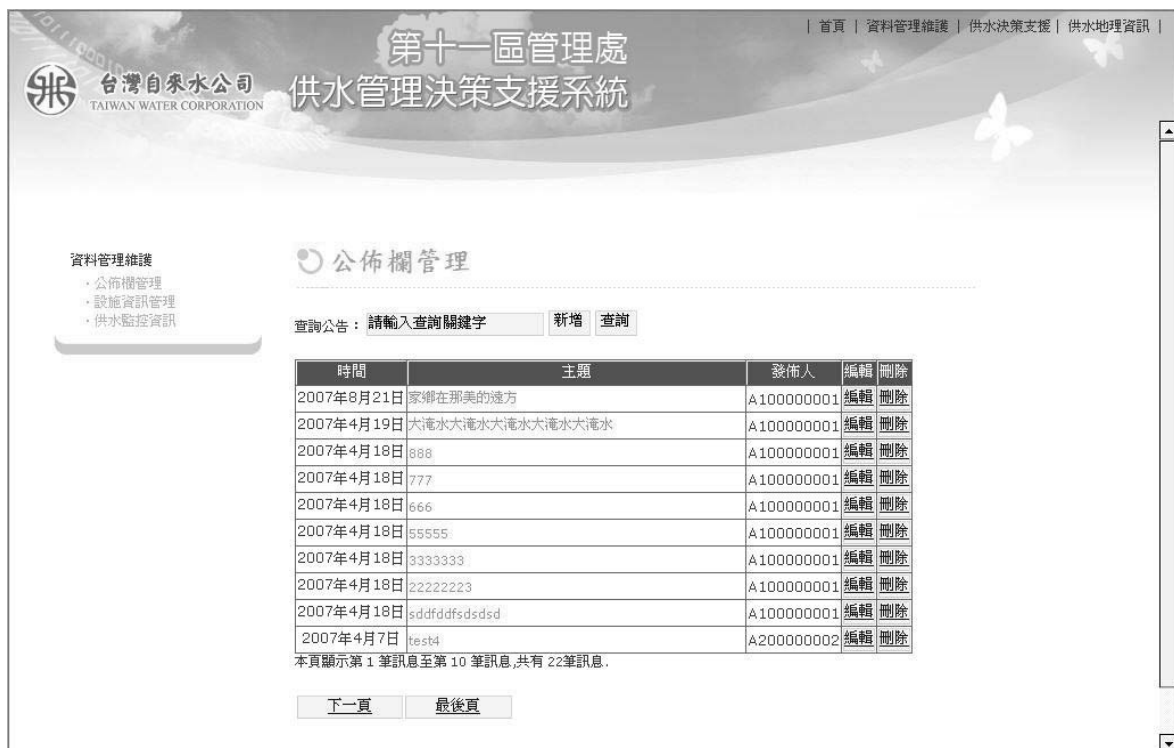 | 首頁 | 資料管理維護 | 供水決策支援 | 供水地理資訊 |
第十一區管理處
供水管理決策支援系統
台灣自來水公司
TAIWAN WATER CORPORATION
資料管理維護
·公佈欄管理
·設施資訊管理
·供水監控資訊
公佈欄管理
查詢公告： 請輸入查詢關鍵字 新增 查詢
時間 主題 發佈人 編輯 刪除
2007年8月21日 家鄉在那美的遠方 A100000001 編輯 刪除
2007年4月19日 大淹水大淹水大淹水大淹水大淹水 A100000001 編輯 刪除
2007年4月18日 888 A100000001 編輯 刪除
2007年4月18日 777 A100000001 編輯 刪除
2007年4月18日 666 A100000001 編輯 刪除
2007年4月18日 55555 A100000001 編輯 刪除
2007年4月18日 3333333 A100000001 編輯 刪除
2007年4月18日 22222223 A100000001 編輯 刪除
2007年4月18日 sddfddfsdsdsd A100000001 編輯 刪除
2007年4月7日 test4 A200000002 編輯 刪除
本頁顯示第 1 筆訊息至第 10 筆訊息,共有 22筆訊息.
下一頁 最後頁